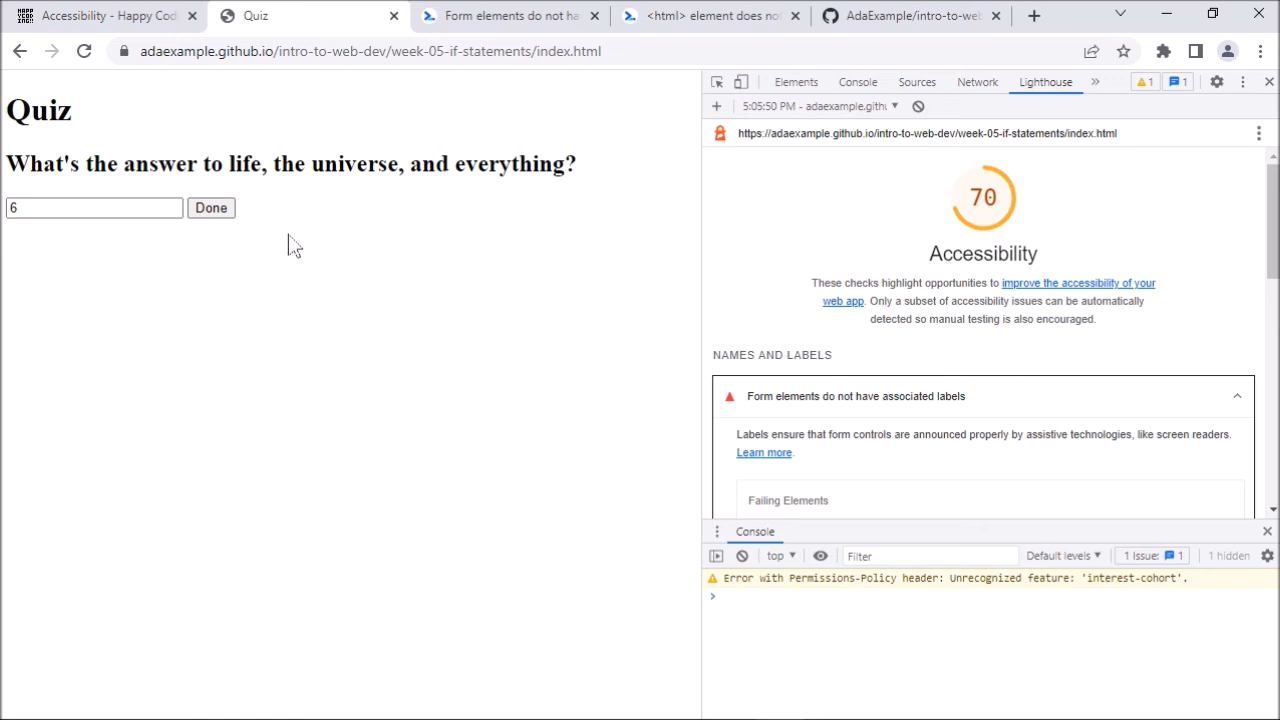 Accessibility - Happy Codi
Quiz
Form elements do not ha
<html> element does no
AdaExample/intro-to-web
adaexample.github.io/intro-to-web-dev/week-05-if-statements/index.html
Quiz
What's the answer to life, the universe, and everything?
6
Done
Elements
Console
Sources
Network
Lighthouse
»
1
1
5:05:50 PM - adaexample.githu
https://adaexample.github.io/intro-to-web-dev/week-05-if-statements/index.html
70
Accessibility
These checks highlight opportunities to improve the accessibility of your
web app. Only a subset of accessibility issues can be automatically
detected so manual testing is also encouraged.
NAMES AND LABELS
Form elements do not have associated labels
Labels ensure that form controls are announced properly by assistive technologies, like screen readers.
Learn more.
Failing Elements
Console
top
Filter
Default levels
1 Issue: 1
1 hidden
Error with Permissions-Policy header: Unrecognized feature: 'interest-cohort'.
>